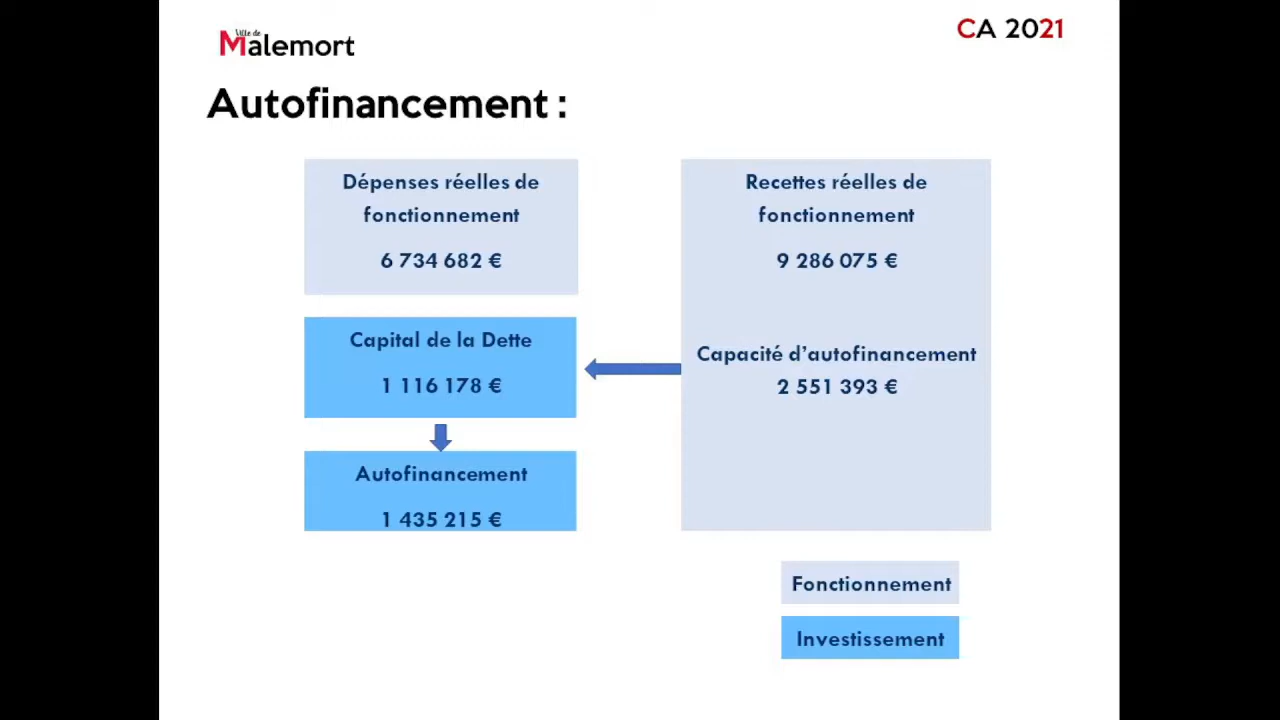 Ville de
Malemort
CA 2021
Autofinancement :
Dépenses réelles de
fonctionnement
6 734 682 €
Recettes réelles de
fonctionnement
9 286 075 €
Capital de la Dette
1 116 178 €
Capacité d’autofinancement
2 551 393 €
Autofinancement
1 435 215 €
Fonctionnement
Investissement